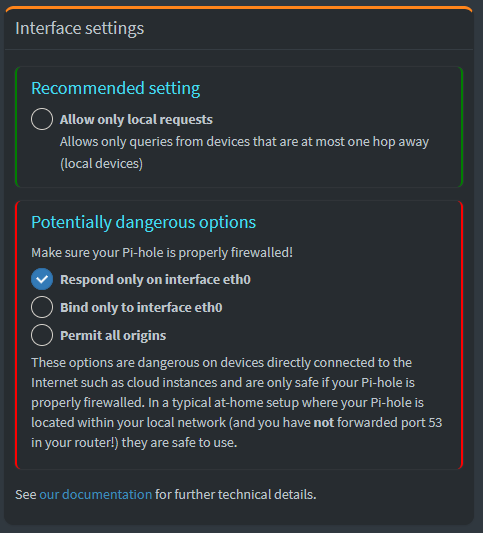 Interface settings
Recommended setting
Allow only local requests
Allows only queries from devices that are at most one hop away
(local devices)
Potentially dangerous options
Make sure your Pi-hole is properly firewalled!
Respond only on interface eth0
Bind only to interface eth0
Permit all origins
These options are dangerous on devices directly connected to the
Internet such as cloud instances and are only safe if your Pi-hole is
properly firewalled. In a typical at-home setup where your Pi-hole is
located within your local network (and you have not forwarded port 53
in your router!) they are safe to use.
See our documentation for further technical details.